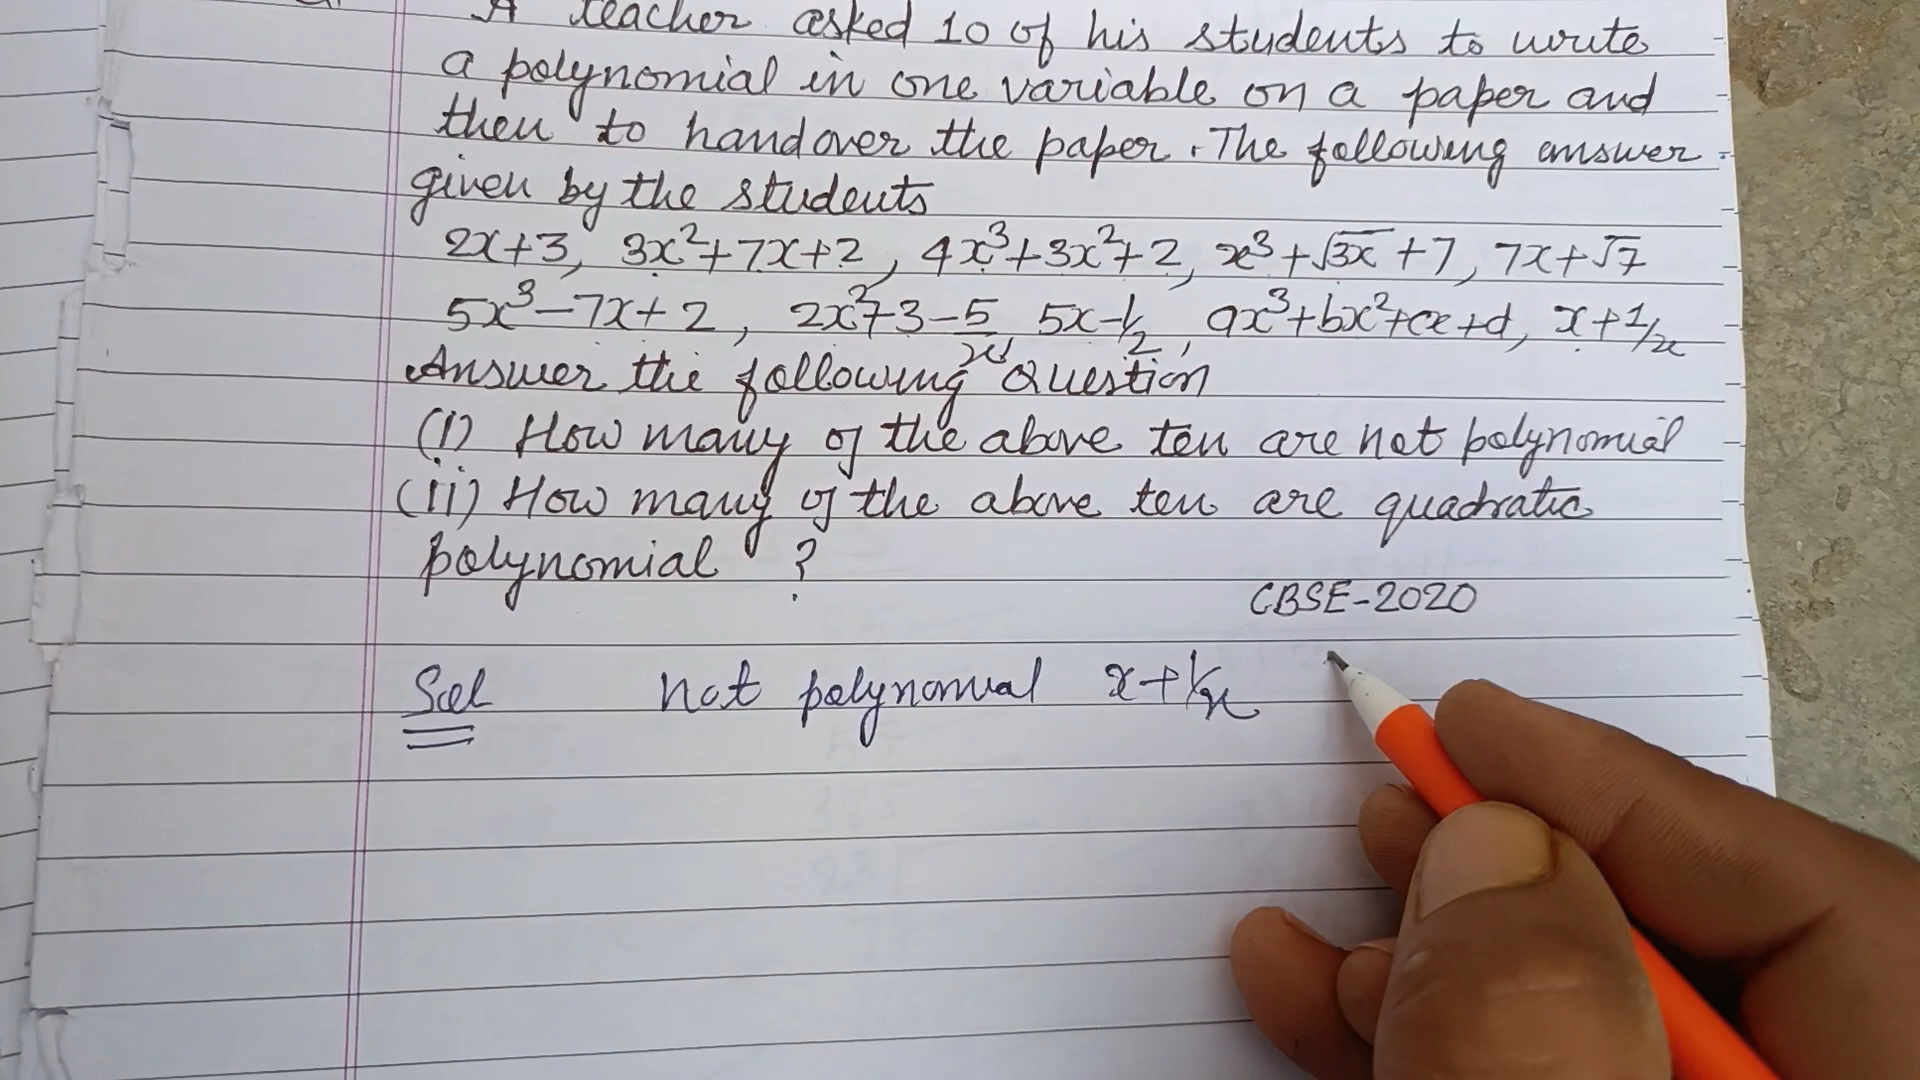 A teacher asked 10 of his students to write
a polynomial in one variable on a paper and
then to handover the paper. The following answer
given by the students
2x+3, 3x²+7x+2, 4x³+3x²+2, x³+√3x+7, 7x+√7
5x³-7x+2, 2x²+3-5/x 5x-1/2, ax³+bx²+cx+d, x+1/x
Answer the following Question
(I) How many of the above ten are not polynomial
(II) How many of the above ten are quadratic
polynomial ?
CBSE-2020
Sol not polynomial x+1/x